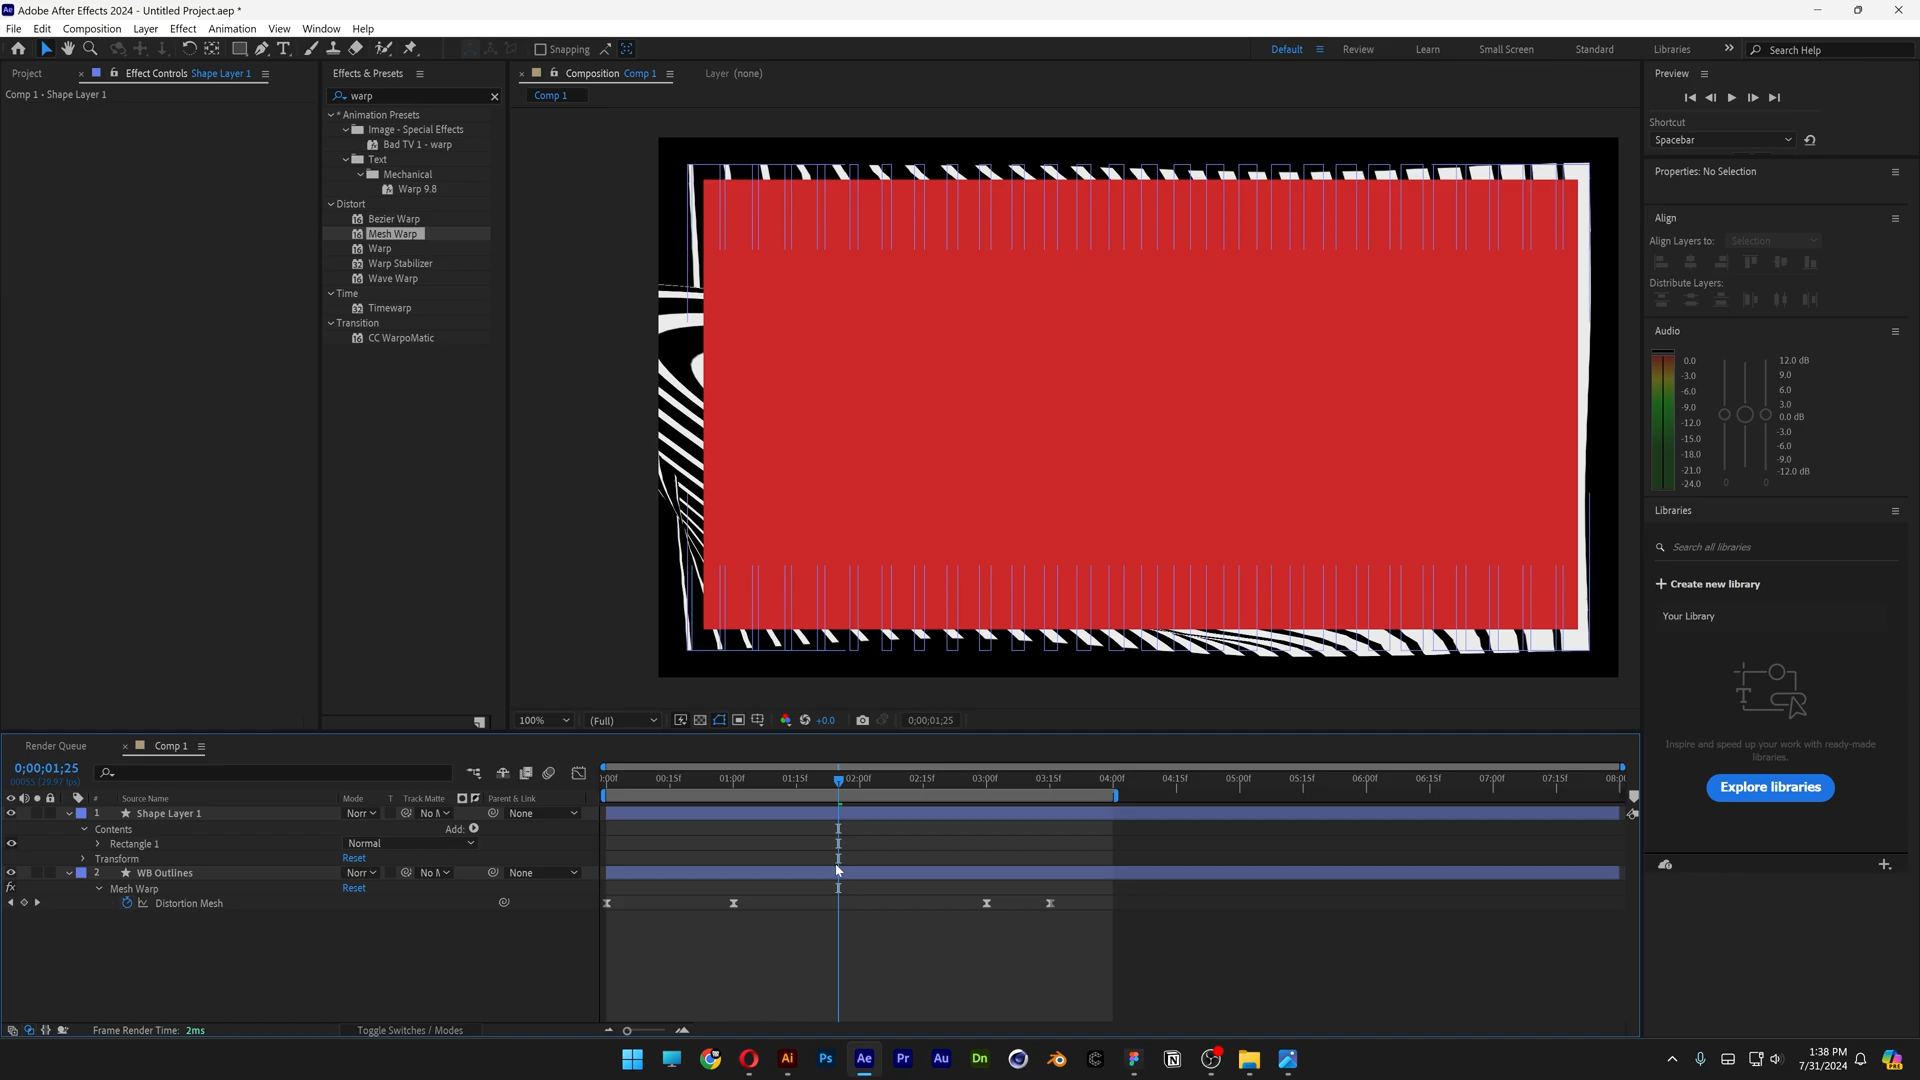 Adobe After Effects 2024 - Untitled Project.aep *
File Edit Composition Layer Effect Animation View Window Help
Snapping
Default Review Learn Small Screen Standard Libraries Search Help
Project Effect Controls Shape Layer 1
Comp 1 • Shape Layer 1
Effects & Presets
warp
* Animation Presets
Image - Special Effects
Bad TV 1 - warp
Text
Mechanical
Warp 9.8
Distort
Bezier Warp
Mesh Warp
Warp
Warp Stabilizer
Wave Warp
Time
Timewarp
Transition
CC WarpoMatic
Composition Comp 1 Layer (none)
Comp 1
100% (Full) +0.0 0;00;01;25
Preview
Shortcut
Spacebar
Properties: No Selection
Align
Align Layers to: Selection
Distribute Layers:
Audio
0.0 12.0 dB
-3.0 9.0
-6.0 6.0
-9.0 3.0
-12.0 0.0 dB
-15.0 -3.0
-18.0 -6.0
-21.0 -9.0
-24.0 -12.0 dB
0 0
Libraries
Search all libraries
Create new library
Your Library
Inspire and speed up your work with ready-made
libraries.
Explore libraries
Render Queue Comp 1
0;00;01;25
00055 (29.97 fps)
:00f 00:15f 01:00f 01:15f 02:00f 02:15f 03:00f 03:15f 04:00f 04:15f 05:00f 05:15f 06:00f 06:15f 07:00f 07:15f 08:0
# Source Name Mode T Track Matte Parent & Link
1 Shape Layer 1 Norr No M None
Contents Add:
Rectangle 1 Normal
Transform Reset
2 WB Outlines Norr No M None
fx Mesh Warp Reset
Distortion Mesh
Frame Render Time: 2ms Toggle Switches / Modes
Ai Ps Ae Pr Au Dn
1:38 PM
7/31/2024